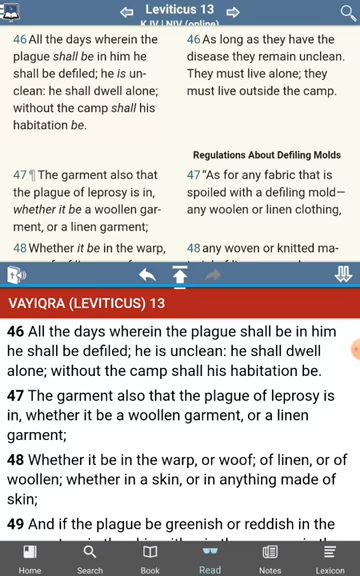 Leviticus 13
KJV | NIV (online)
46 All the days wherein the
plague shall be in him he
shall be defiled; he is un-
clean: he shall dwell alone;
without the camp shall his
habitation be.
46 As long as they have the
disease they remain unclean.
They must live alone; they
must live outside the camp.
Regulations About Defiling Molds
47 ¶ The garment also that
the plague of leprosy is in,
whether it be a woollen gar-
ment, or a linen garment;
47 “As for any fabric that is
spoiled with a defiling mold—
any woolen or linen clothing,
48 Whether it be in the warp,
48 any woven or knitted ma-
VAYIQRA (LEVITICUS) 13
46 All the days wherein the plague shall be in him
he shall be defiled; he is unclean: he shall dwell
alone; without the camp shall his habitation be.
47 The garment also that the plague of leprosy is
in, whether it be a woollen garment, or a linen
garment;
48 Whether it be in the warp, or woof; of linen, or of
woollen; whether in a skin, or in anything made of
skin;
49 And if the plague be greenish or reddish in the
Home
Search
Book
Read
Notes
Lexicon